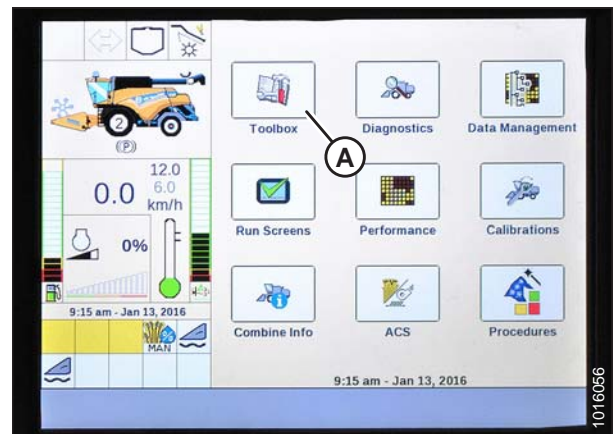 2
(P)
12.0
6.0
0.0 km/h
0%
9:15 am - Jan 13, 2016
MAN
Toolbox
Diagnostics
Data Management
A
Run Screens
Performance
Calibrations
Combine Info
ACS
Procedures
9:15 am - Jan 13, 2016
1016056